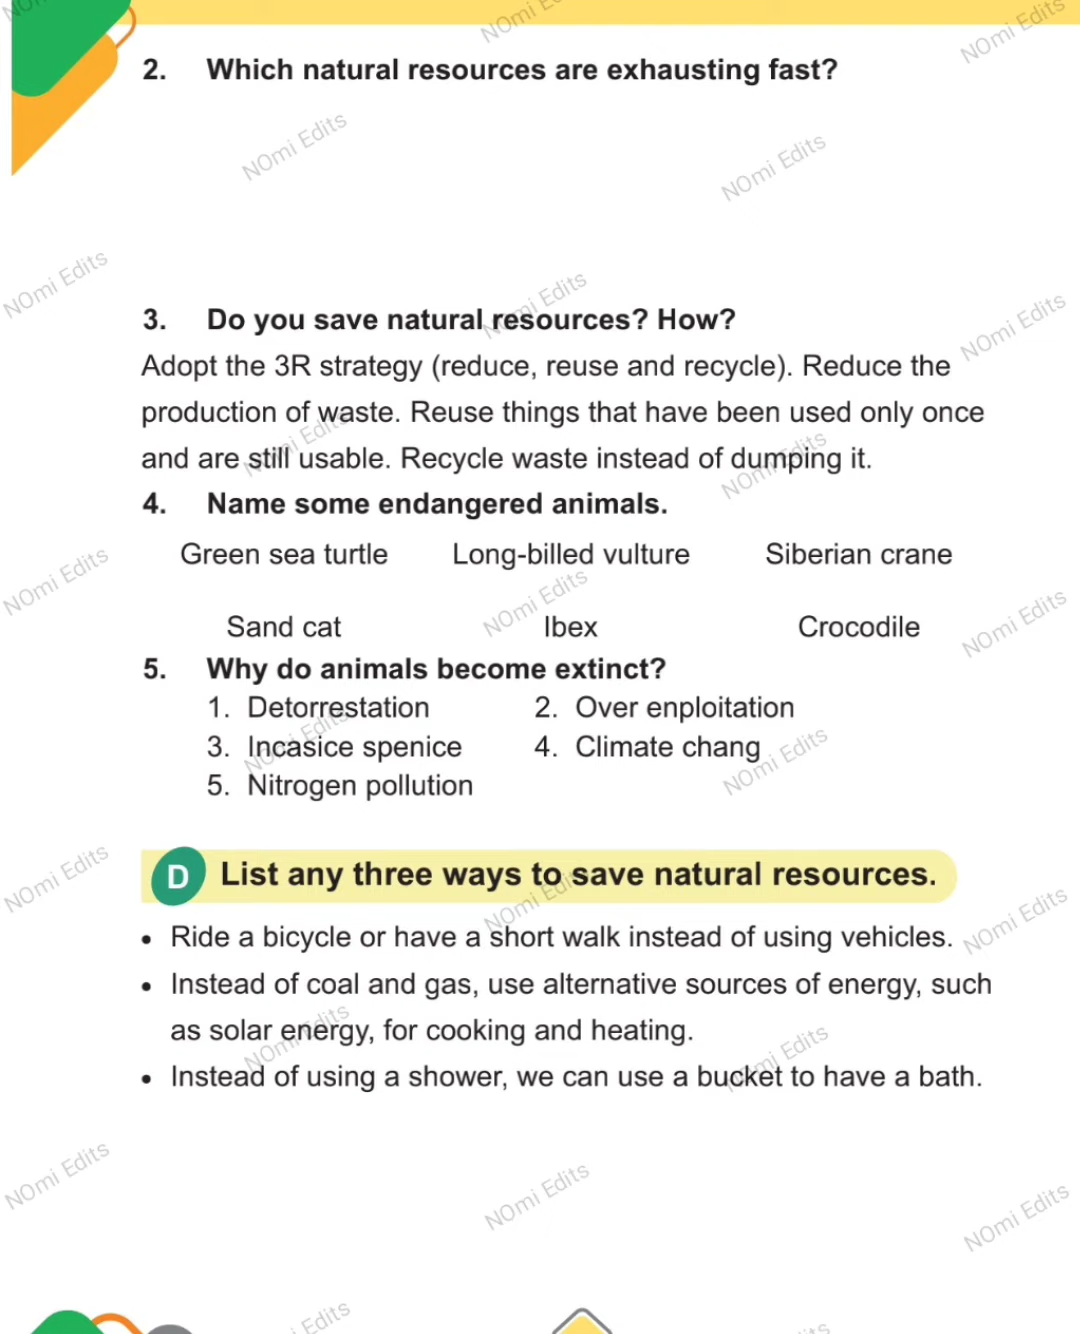 2. Which natural resources are exhausting fast?
3. Do you save natural resources? How?
Adopt the 3R strategy (reduce, reuse and recycle). Reduce the
production of waste. Reuse things that have been used only once
and are still usable. Recycle waste instead of dumping it.
4. Name some endangered animals.
Green sea turtle Long-billed vulture Siberian crane
Sand cat Ibex Crocodile
5. Why do animals become extinct?
1. Detorrestation 2. Over enploitation
3. Incasice spenice 4. Climate chang
5. Nitrogen pollution
D List any three ways to save natural resources.
• Ride a bicycle or have a short walk instead of using vehicles.
• Instead of coal and gas, use alternative sources of energy, such
as solar energy, for cooking and heating.
• Instead of using a shower, we can use a bucket to have a bath.
NOmi Edits